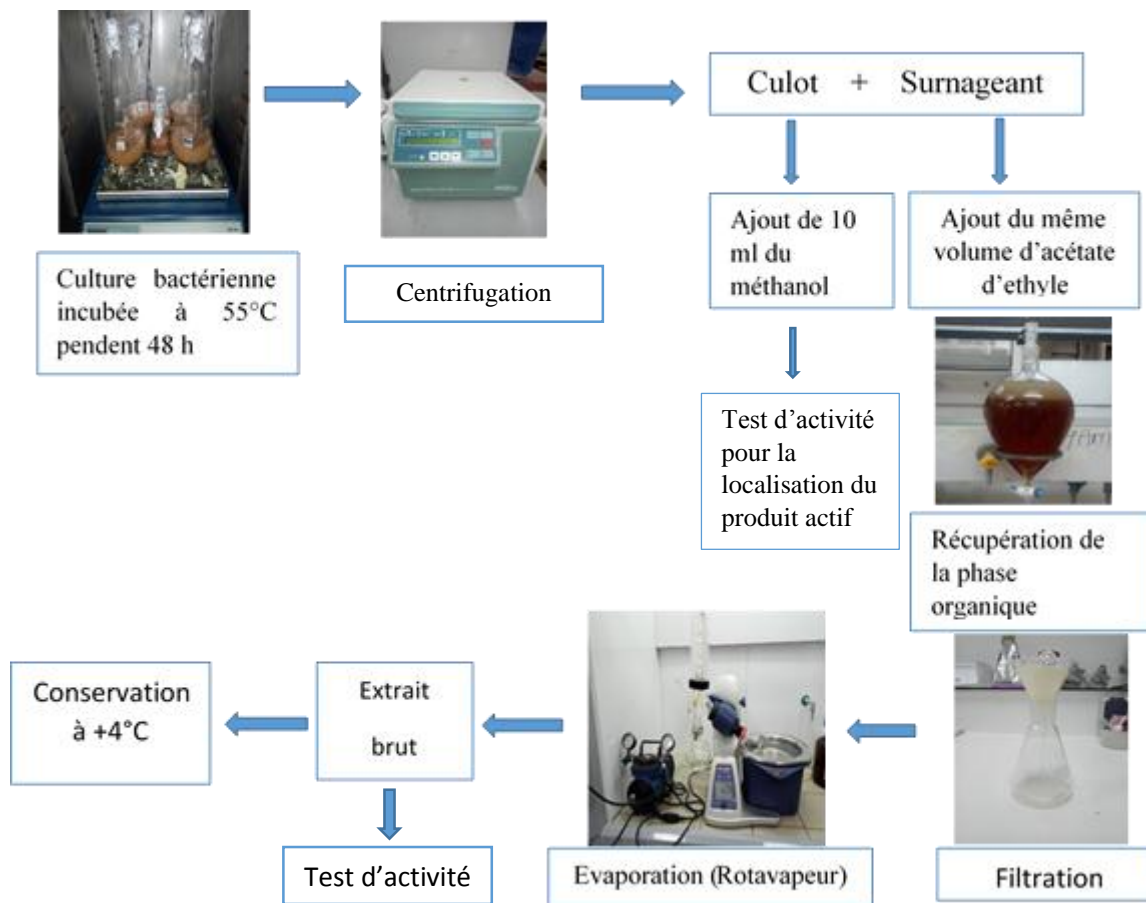 Culot + Surnageant
Culture bactérienne
incubée à 55°C
pendent 48 h
Centrifugation
Ajout de 10
ml du
méthanol
Ajout du même
volume d'acétate
d'ethyle
Test d'activité
pour la
localisation du
produit actif
Récupération de
la phase
organique
Filtration
Evaporation (Rotavapeur)
Extrait
brut
Conservation
à +4°C
Test d'activité